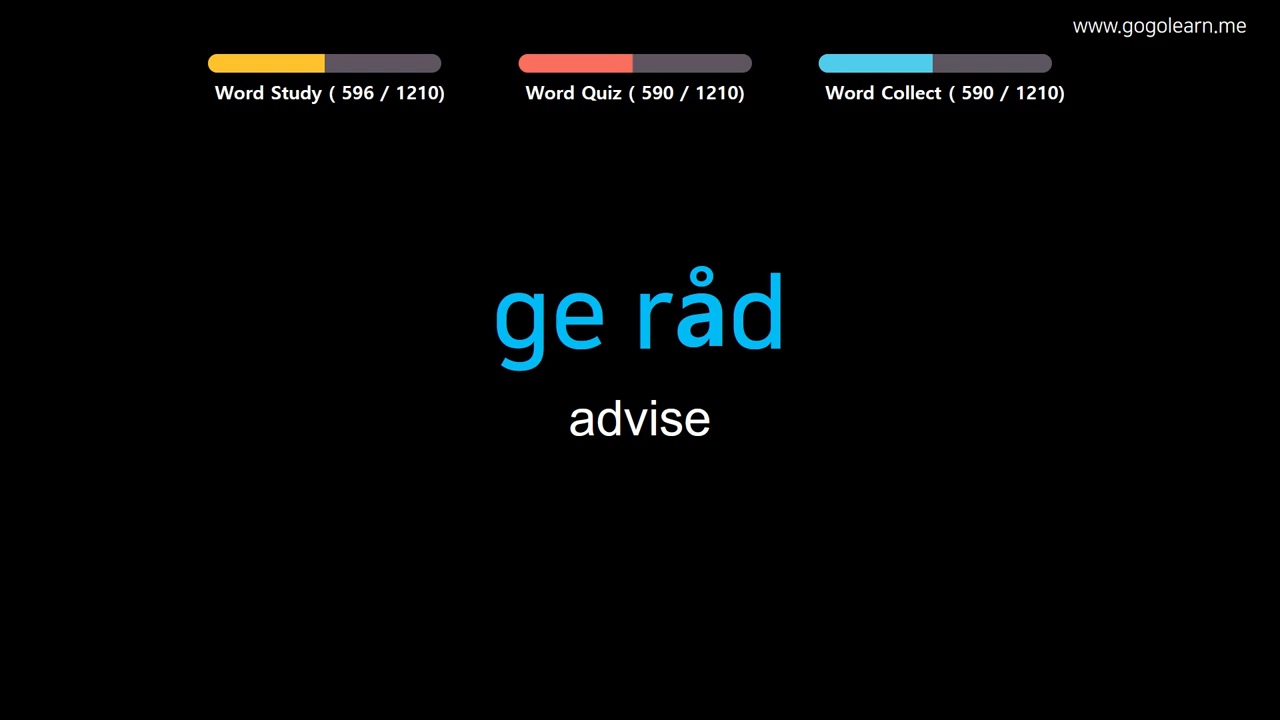 www.gogolearn.me
Word Study ( 596 / 1210)
Word Quiz ( 590 / 1210)
Word Collect ( 590 / 1210)
ge råd
advise